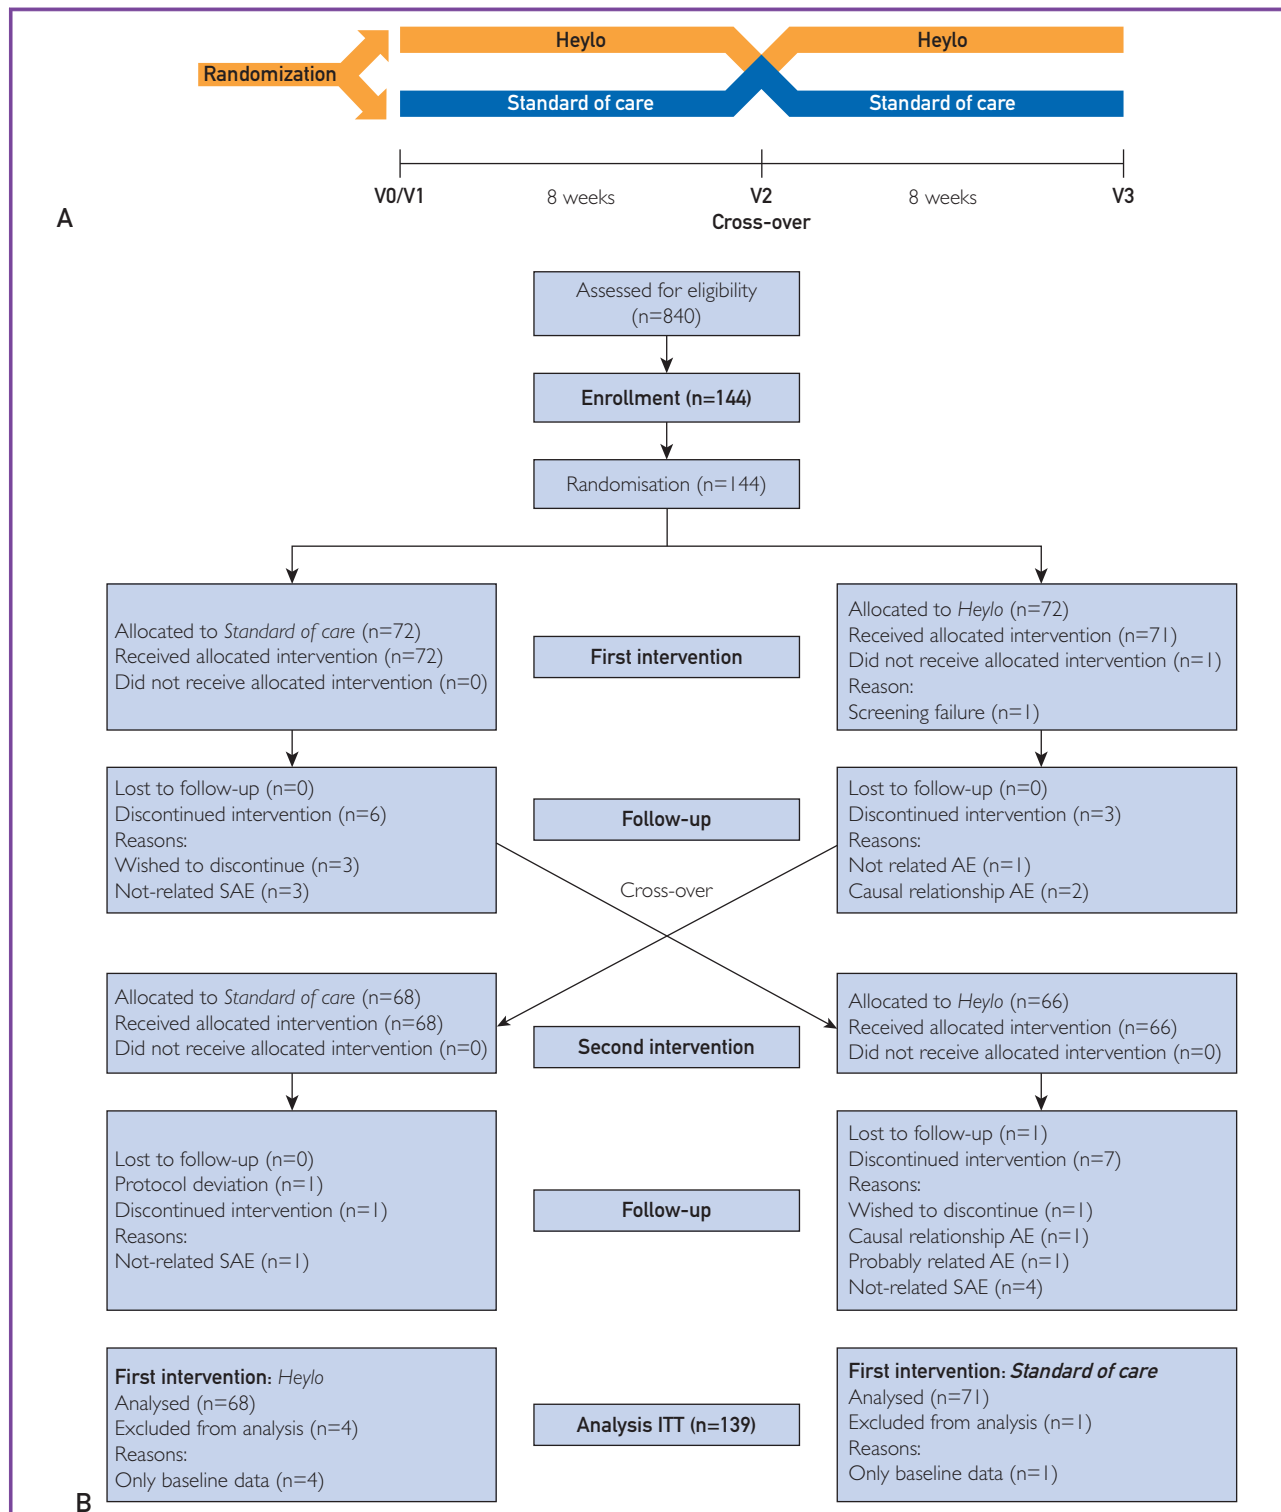 Randomization
Heylo
Heylo
Standard of care
Standard of care
V0/V1
8 weeks
V2
8 weeks
V3
Cross-over
A
Assessed for eligibility
(n=840)
Enrollment (n=144)
Randomisation (n=144)
Allocated to Standard of care (n=72)
Received allocated intervention (n=72)
Did not receive allocated intervention (n=0)
First intervention
Allocated to Heylo (n=72)
Received allocated intervention (n=71)
Did not receive allocated intervention (n=1)
Reason:
Screening failure (n=1)
Lost to follow-up (n=0)
Discontinued intervention (n=6)
Reasons:
Wished to discontinue (n=3)
Not-related SAE (n=3)
Follow-up
Lost to follow-up (n=0)
Discontinued intervention (n=3)
Reasons:
Not related AE (n=1)
Causal relationship AE (n=2)
Cross-over
Allocated to Standard of care (n=68)
Received allocated intervention (n=68)
Did not receive allocated intervention (n=0)
Second intervention
Allocated to Heylo (n=66)
Received allocated intervention (n=66)
Did not receive allocated intervention (n=0)
Lost to follow-up (n=0)
Protocol deviation (n=1)
Discontinued intervention (n=1)
Reasons:
Not-related SAE (n=1)
Follow-up
Lost to follow-up (n=1)
Discontinued intervention (n=7)
Reasons:
Wished to discontinue (n=1)
Causal relationship AE (n=1)
Probably related AE (n=1)
Not-related SAE (n=4)
First intervention: Heylo
Analysed (n=68)
Excluded from analysis (n=4)
Reasons:
Only baseline data (n=4)
Analysis ITT (n=139)
First intervention: Standard of care
Analysed (n=71)
Excluded from analysis (n=1)
Reasons:
Only baseline data (n=1)
B